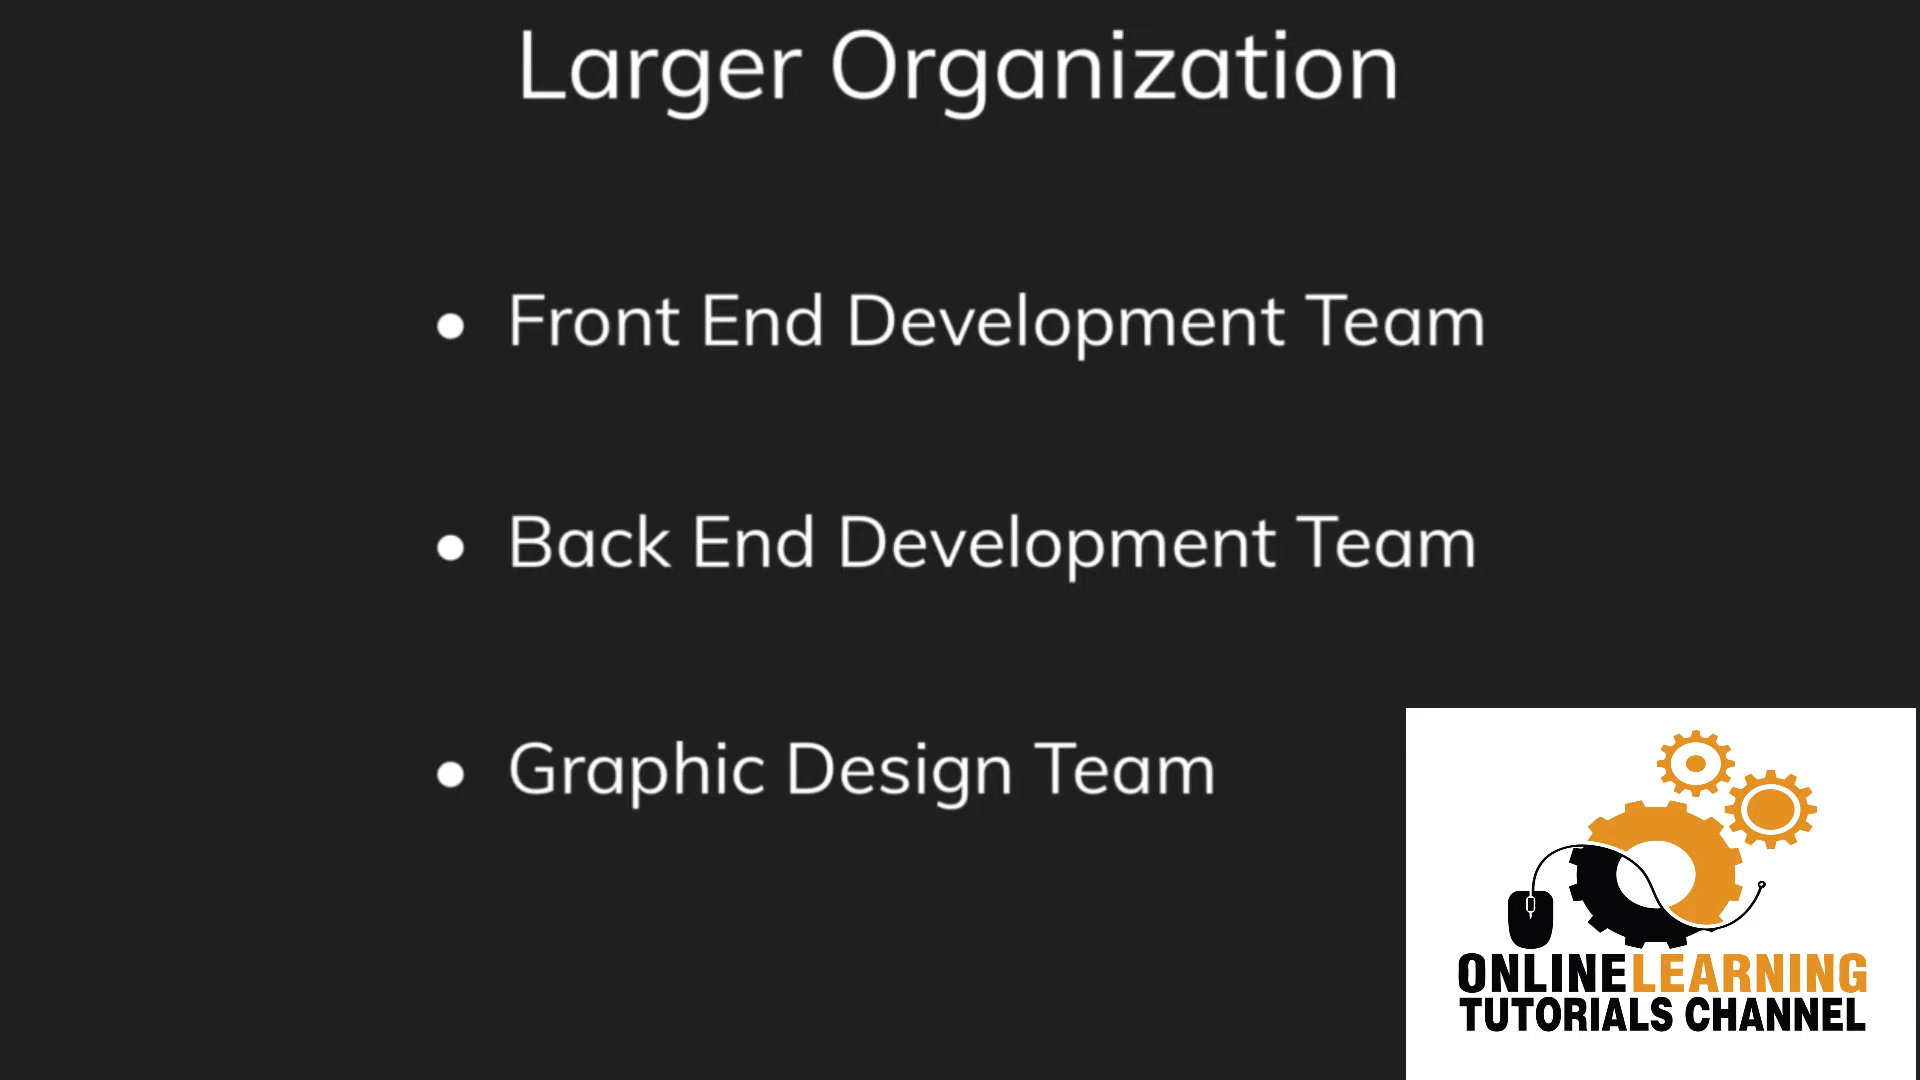 Larger Organization
• Front End Development Team
• Back End Development Team
• Graphic Design Team
ONLINELEARNING
TUTORIALS CHANNEL